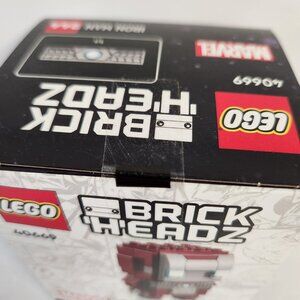 IRON MAN 244
MARVEL
40669
BRICK
HEADZ
LEGO
LEGO
BRICK
HEADZ
40669